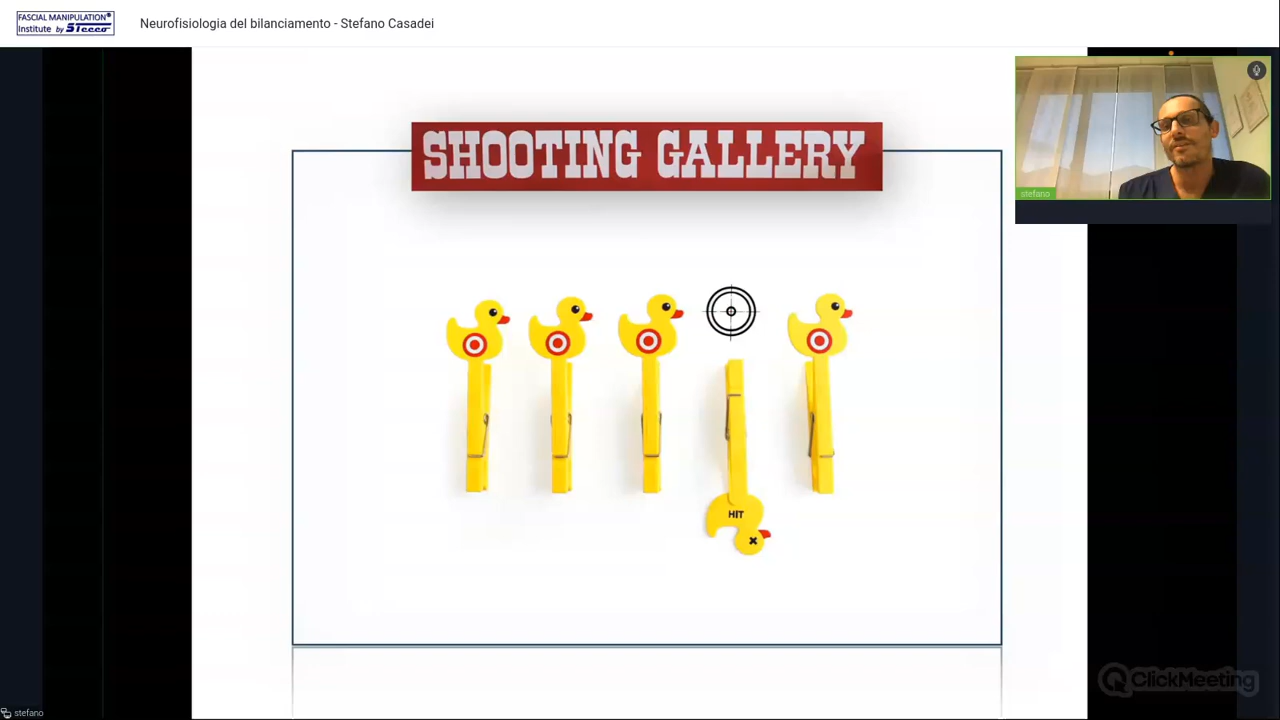 FASCIAL MANIPULATION®
Institute by Stecco
Neurofisiologia del bilanciamento - Stefano Casadei
SHOOTING GALLERY
stefano
HIT
ClickMeeting
stefano